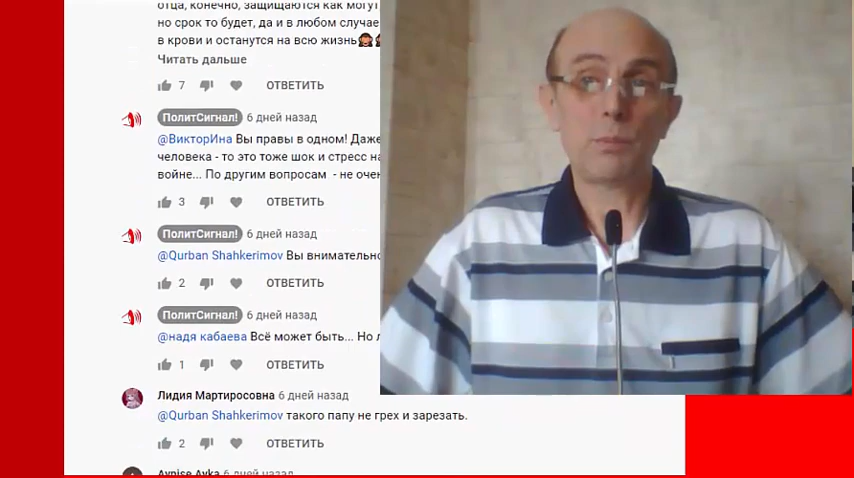 отца, конечно, защищаются как могут,
но срок то будет, да и в любом случае
в крови и останутся на всю жизнь
Читать дальше
7 ОТВЕТИТЬ
ПолитСигнал! 6 дней назад
@ВикторИна Вы правы в одном! Даже
человека - то это тоже шок и стресс на
войне... По другим вопросам - не очен
3 ОТВЕТИТЬ
ПолитСигнал! 6 дней назад
@Qurban Shahkerimov Вы внимательно
2 ОТВЕТИТЬ
ПолитСигнал! 6 дней назад
@надя кабаева Всё может быть... Но л
1 ОТВЕТИТЬ
Лидия Мартиросовна 6 дней назад
@Qurban Shahkerimov такого папу не грех и зарезать.
2 ОТВЕТИТЬ
6 дней назад